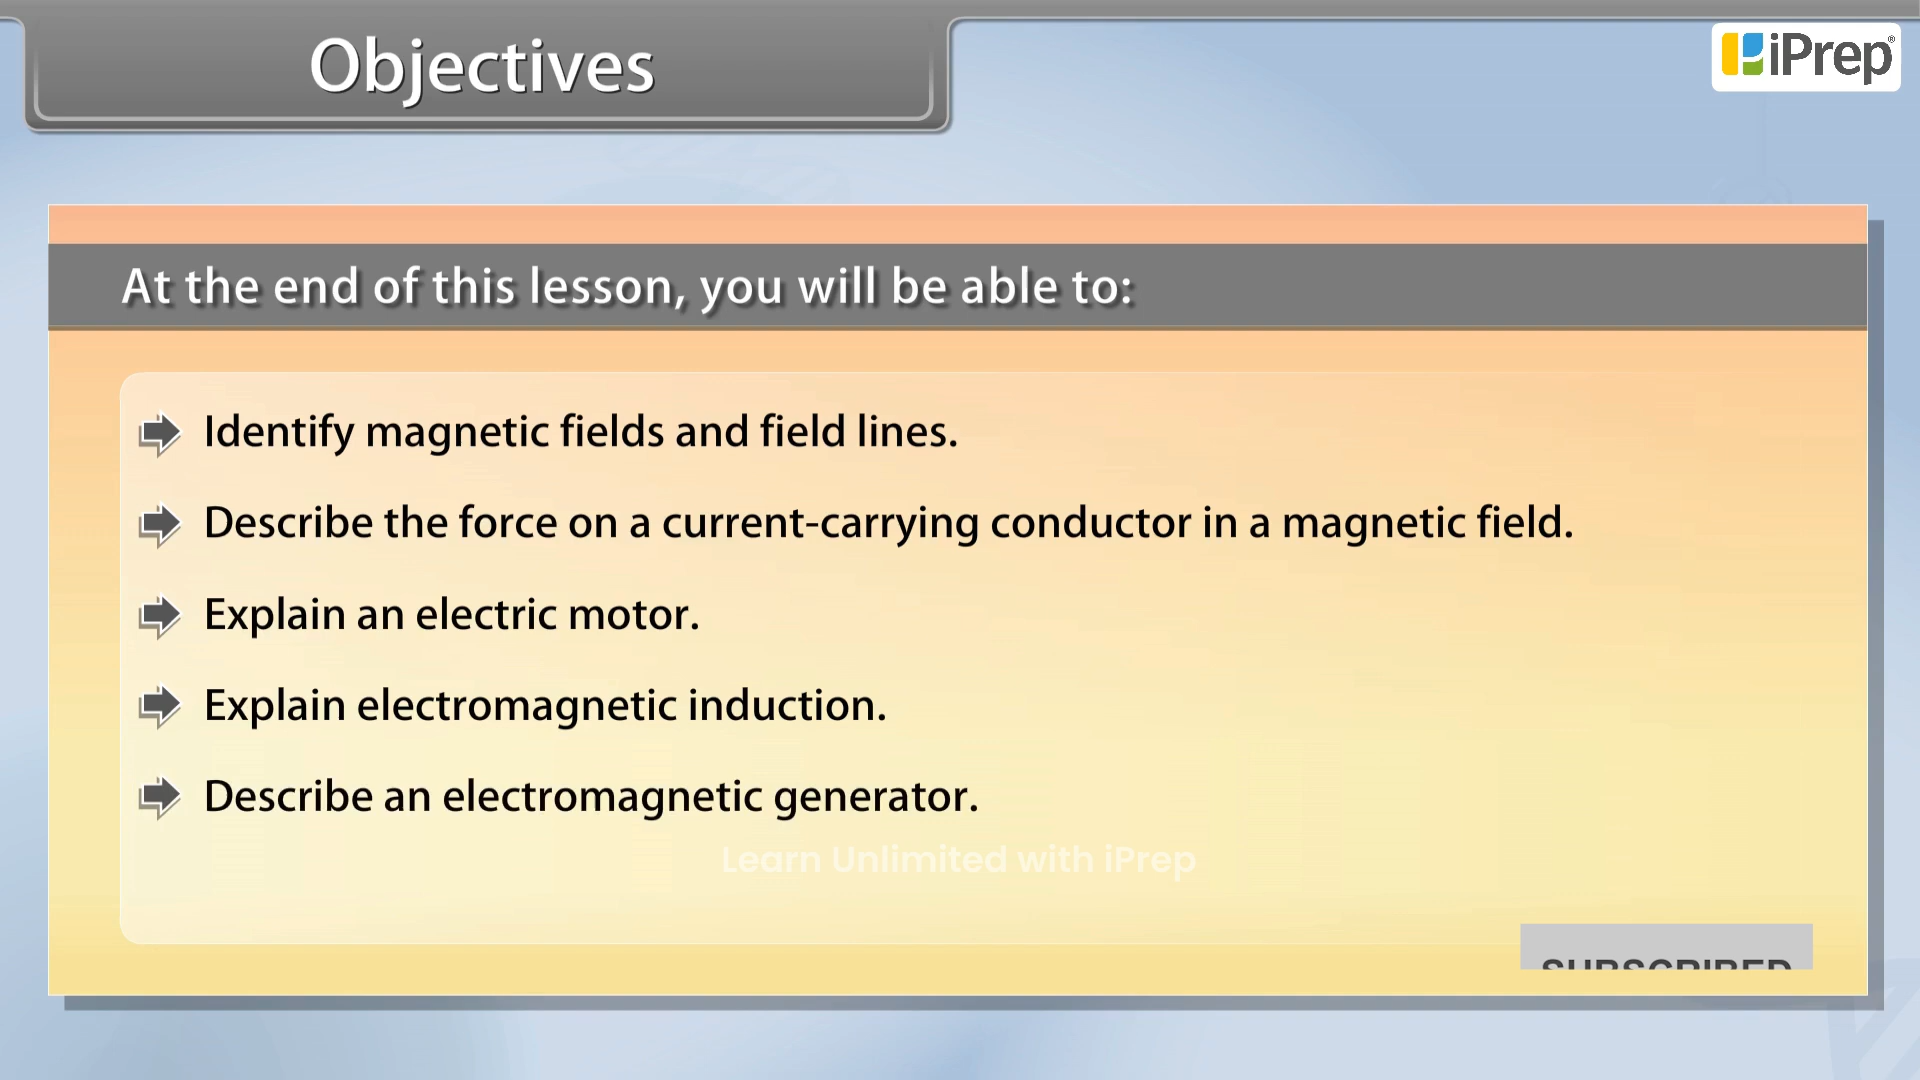 Objectives
iPrep®
At the end of this lesson, you will be able to:
Identify magnetic fields and field lines.
Describe the force on a current-carrying conductor in a magnetic field.
Explain an electric motor.
Explain electromagnetic induction.
Describe an electromagnetic generator.
Learn Unlimited with iPrep
SUBSCRIBED